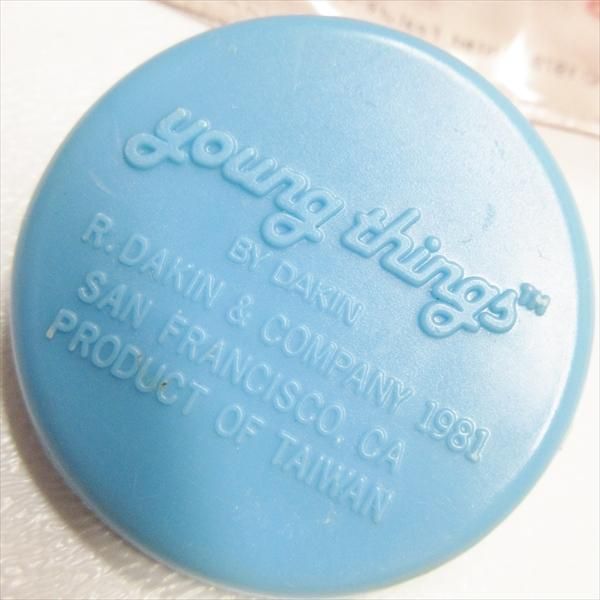 young things™
BY DAKIN
R. DAKIN & COMPANY 1981
SAN FRANCISCO, CA
PRODUCT OF TAIWAN